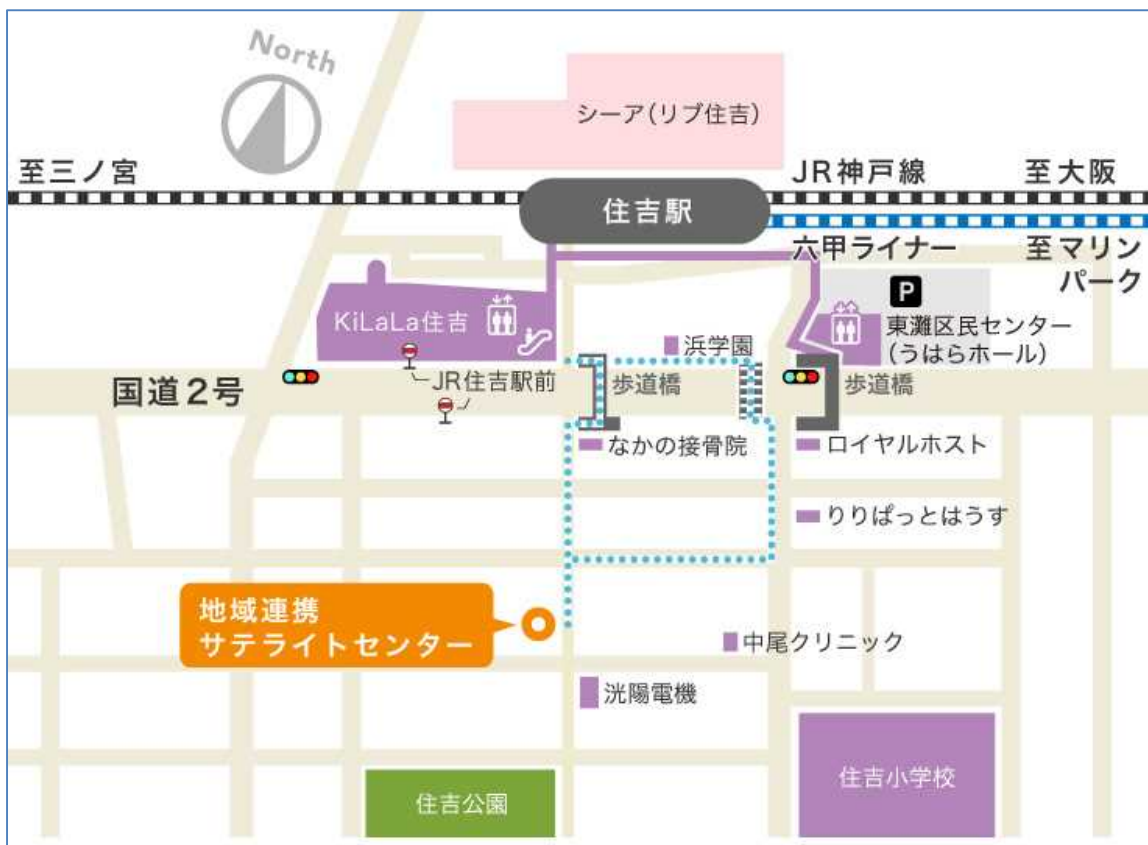 North
シーア(リブ住吉)
至三ノ宮
JR神戸線
至大阪
住吉駅
六甲ライナー
至マリン
パーク
P
KiLaLa住吉
浜学園
東灘区民センター
(うはらホール)
国道2号
JR住吉駅前
歩道橋
歩道橋
なかの接骨院
ロイヤルホスト
りりぱっとはうす
地域連携
サテライトセンター
中尾クリニック
洸陽電機
住吉公園
住吉小学校